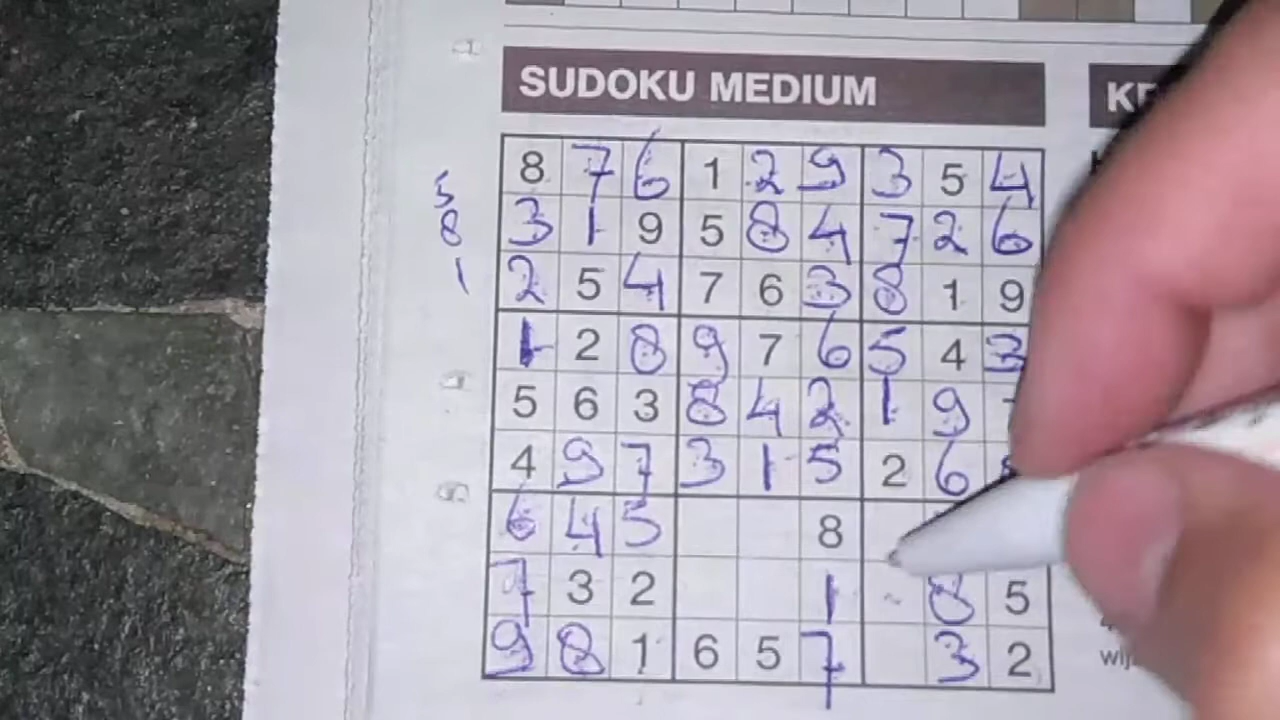 SUDOKU MEDIUM
KR
8 7 6 1 2 9 3 5 4
5
3 1 9 5 8 4 7 2 6
8
2 5 4 7 6 3 8 1 9
1
1 2 8 9 7 6 5 4 3
5 6 3 8 4 2 1 9
4 9 7 3 1 5 2 6
6 4 5 8
7 3 2 1 8 5
9 8 1 6 5 7 3 2
wij